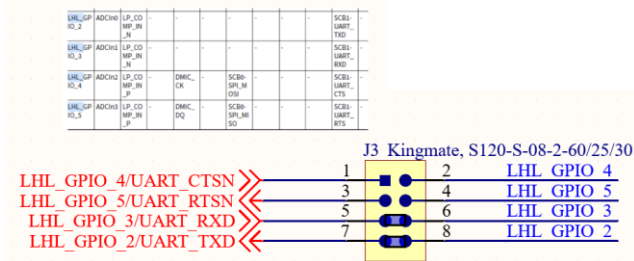 LHL_GP ADCIn0 LP_CO - - - - - SCB1-
IO_2 MP_IN UART_
_N TXD
LHL_GP ADCIn1 LP_CO - - - - - SCB1-
IO_3 MP_IN UART_
_N RXD
LHL_GP ADCIn2 LP_CO - DMIC_ - SCB0- - - SCB1-
IO_4 MP_IN CK SPI_M UART_
_P OSI CTS
LHL_GP ADCIn3 LP_CO - DMIC_ - SCB0- - - SCB1-
IO_5 MP_IN DQ SPI_MI UART_
_P SO RTS
J3 Kingmate, S120-S-08-2-60/25/30
LHL_GPIO_4/UART_CTSN 1 2 LHL_GPIO_4
LHL_GPIO_5/UART_RTSN 3 4 LHL_GPIO_5
LHL_GPIO_3/UART_RXD 5 6 LHL_GPIO_3
LHL_GPIO_2/UART_TXD 7 8 LHL_GPIO_2